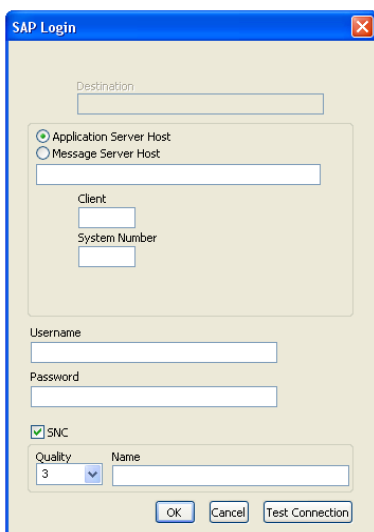 SAP Login
Destination
Application Server Host
Message Server Host
Client
System Number
Username
Password
SNC
Quality Name
3
OK Cancel Test Connection